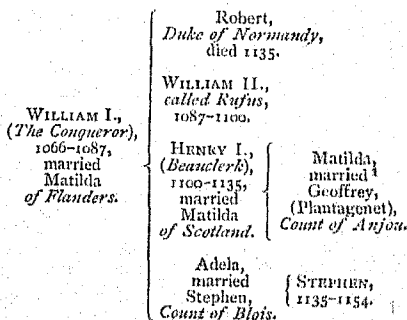 WILLIAM I.,
(The Conqueror),
1066-1087,
married
Matilda
of Flanders.
Robert,
Duke of Normandy,
died 1135.
WILLIAM II.,
called Rufus,
1087-1100.
HENRY I.,
(Beauclerk),
1100-1135,
married
Matilda
of Scotland.
Matilda,
married
Geoffrey,
(Plantagenet),
Count of Anjou.
Adela,
married
Stephen,
Count of Blois.
STEPHEN,
1135-1154.